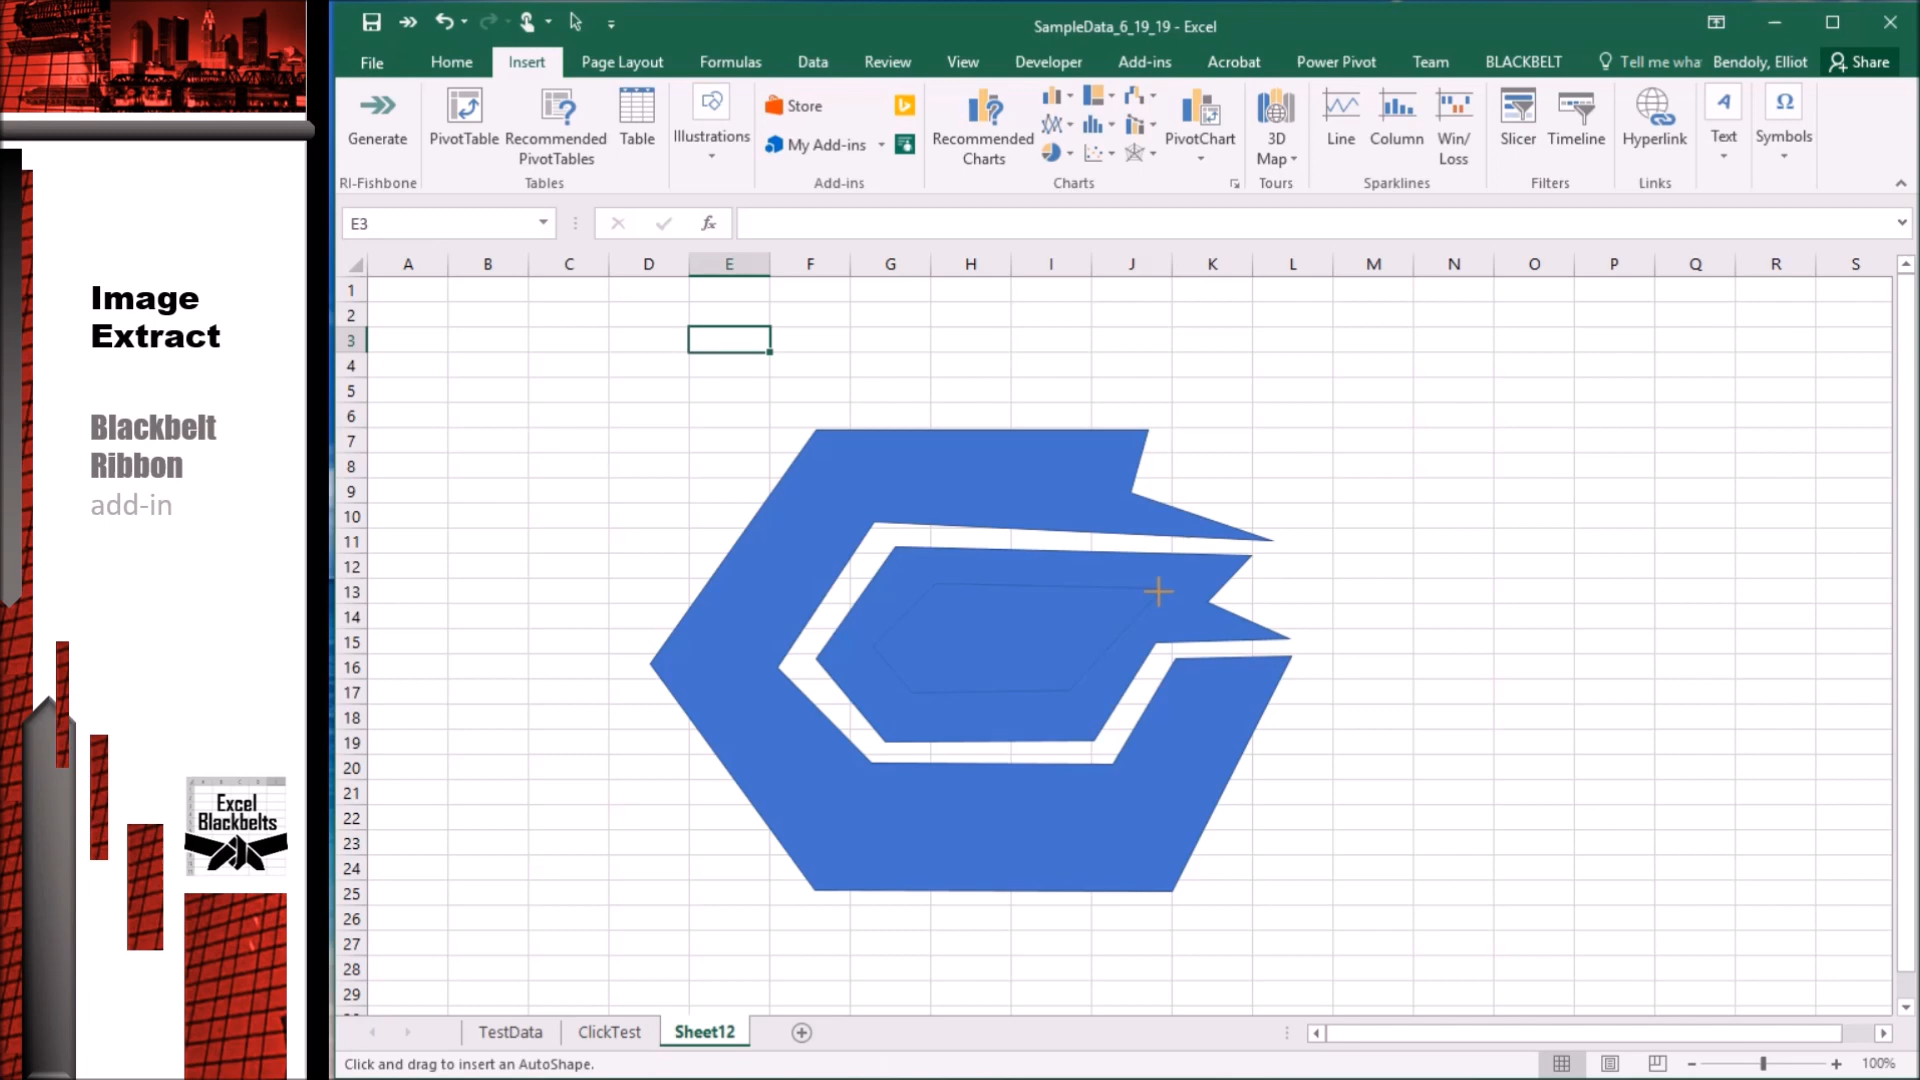 Image
Extract
Blackbelt
Ribbon
add-in
Excel
Blackbelts
SampleData_6_19_19 - Excel
File Home Insert Page Layout Formulas Data Review View Developer Add-ins Acrobat Power Pivot Team BLACKBELT Tell me wha Bendoly, Elliot Share
Generate
RI-Fishbone
PivotTable
Recommended
PivotTables
Table
Tables
Illustrations
Store
My Add-ins
Add-ins
Recommended
Charts
PivotChart
Charts
3D
Map
Tours
Line
Column
Win/
Loss
Sparklines
Slicer
Timeline
Filters
Hyperlink
Links
A
Text
Ω
Symbols
E3
fx
A B C D E F G H I J K L M N O P Q R S
1
2
3
4
5
6
7
8
9
10
11
12
13
14
15
16
17
18
19
20
21
22
23
24
25
26
27
28
29
TestData ClickTest Sheet12
Click and drag to insert an AutoShape.
100%